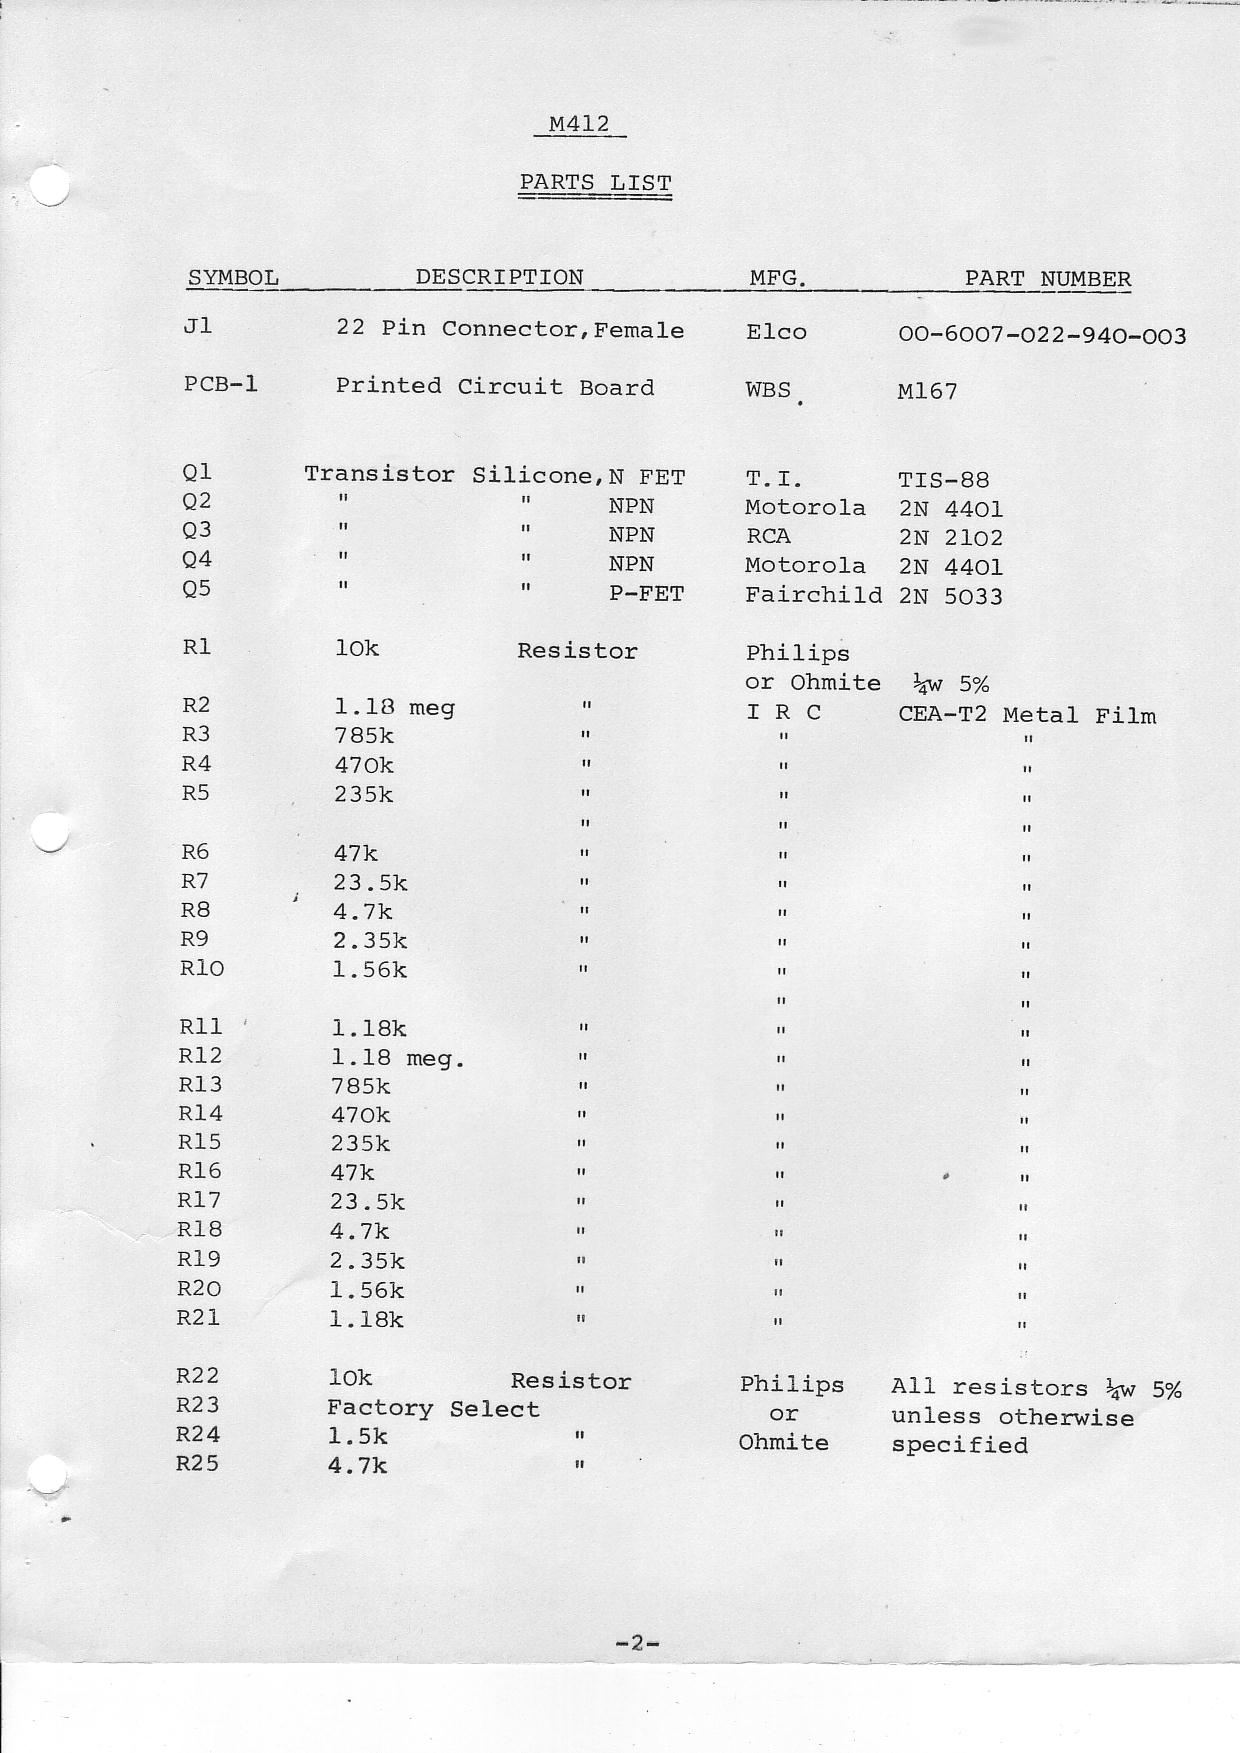 M412
PARTS LIST
SYMBOL DESCRIPTION MFG. PART NUMBER
J1 22 Pin Connector,Female Elco 00-6007-022-940-003
PCB-1 Printed Circuit Board WBS. M167
Q1 Transistor Silicone,N FET T.I. TIS-88
Q2 " " NPN Motorola 2N 4401
Q3 " " NPN RCA 2N 2102
Q4 " " NPN Motorola 2N 4401
Q5 " " P-FET Fairchild 2N 5033
R1 10k Resistor Philips
or Ohmite ¼w 5%
R2 1.18 meg " I R C CEA-T2 Metal Film
R3 785k " " "
R4 470k " " "
R5 235k " " "
" " "
R6 47k " " "
R7 23.5k " " "
R8 4.7k " " "
R9 2.35k " " "
R10 1.56k " " "
" "
R11 1.18k " " "
R12 1.18 meg. " " "
R13 785k " " "
R14 470k " " "
R15 235k " " "
R16 47k " " "
R17 23.5k " " "
R18 4.7k " " "
R19 2.35k " " "
R20 1.56k " " "
R21 1.18k " " "
R22 10k Resistor Philips All resistors ¼w 5%
R23 Factory Select or unless otherwise
R24 1.5k " Ohmite specified
R25 4.7k "
-2-